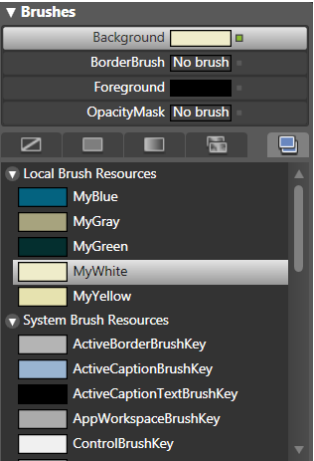 Brushes
Background
BorderBrush No brush
Foreground
OpacityMask No brush
Local Brush Resources
MyBlue
MyGray
MyGreen
MyWhite
MyYellow
System Brush Resources
ActiveBorderBrushKey
ActiveCaptionBrushKey
ActiveCaptionTextBrushKey
AppWorkspaceBrushKey
ControlBrushKey